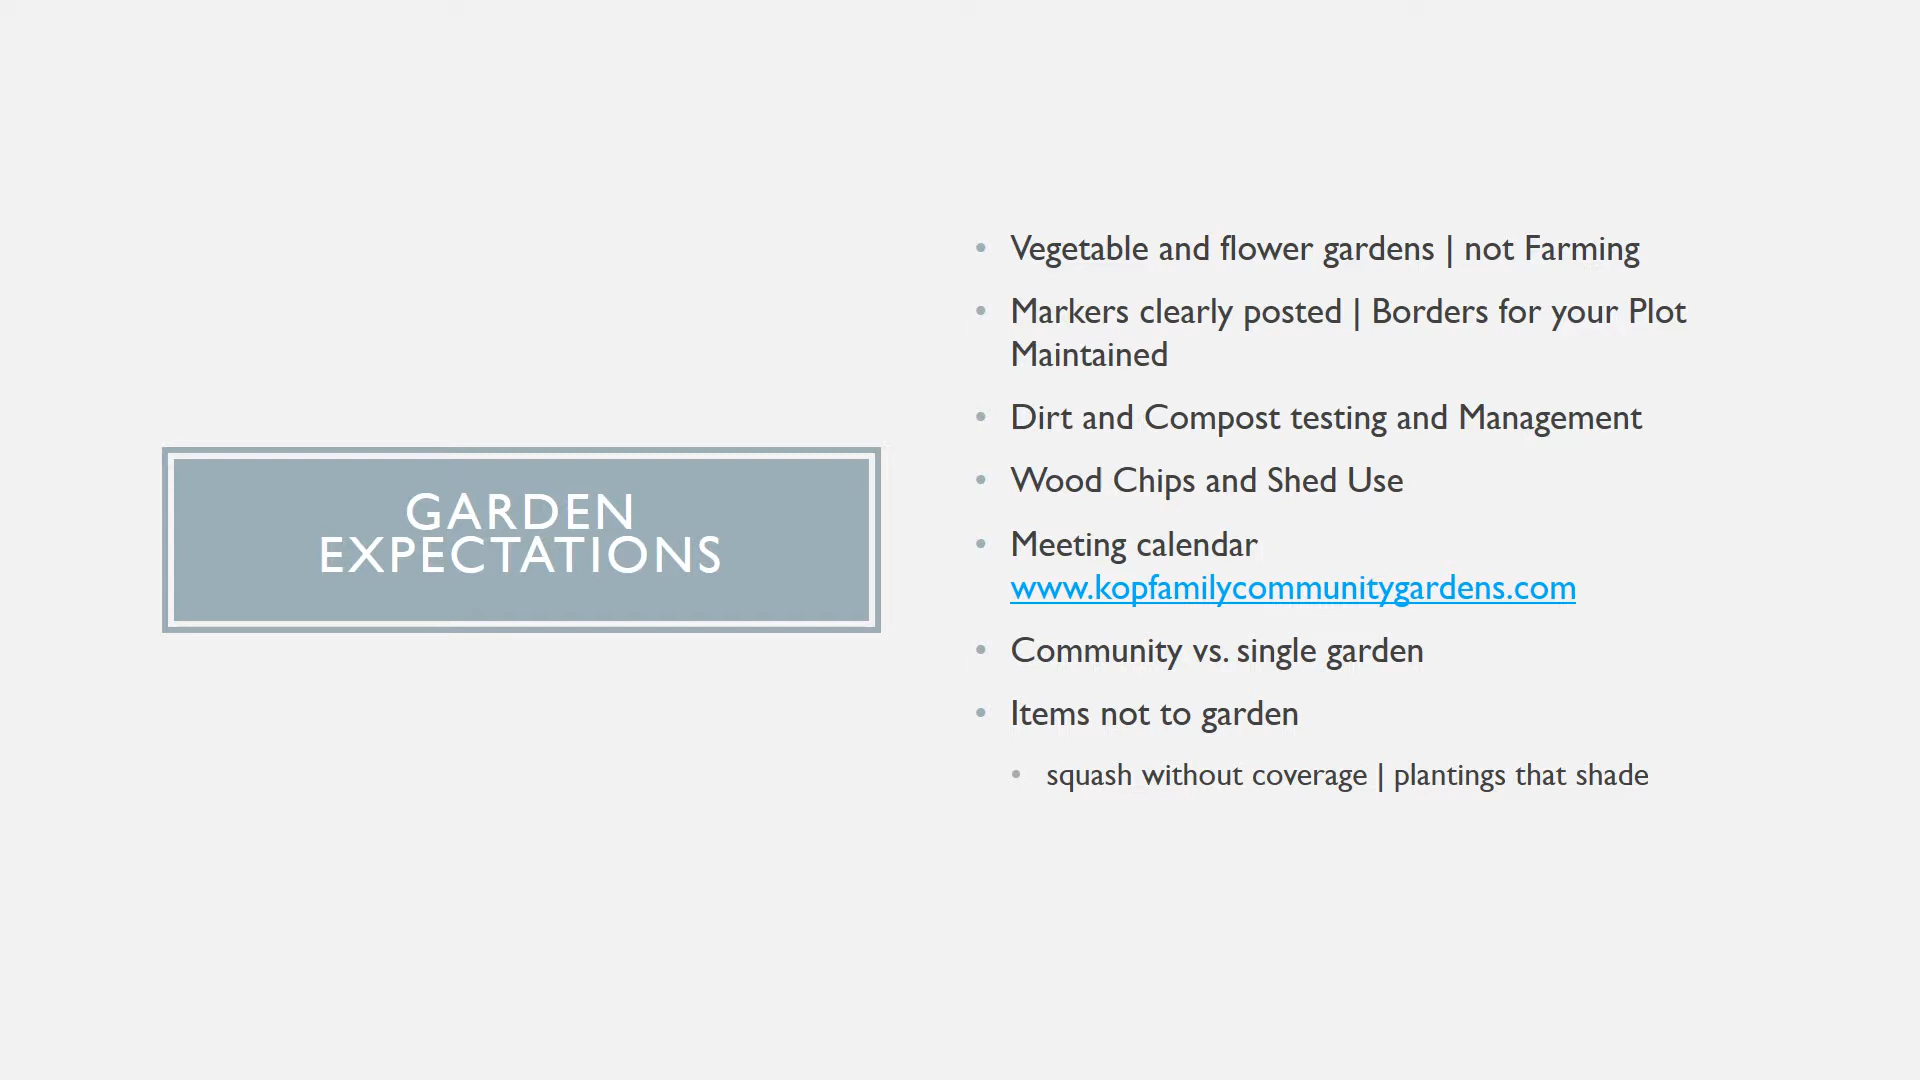 GARDEN
EXPECTATIONS
• Vegetable and flower gardens | not Farming
• Markers clearly posted | Borders for your Plot
Maintained
• Dirt and Compost testing and Management
• Wood Chips and Shed Use
• Meeting calendar
www.kopfamilycommunitygardens.com
• Community vs. single garden
• Items not to garden
• squash without coverage | plantings that shade